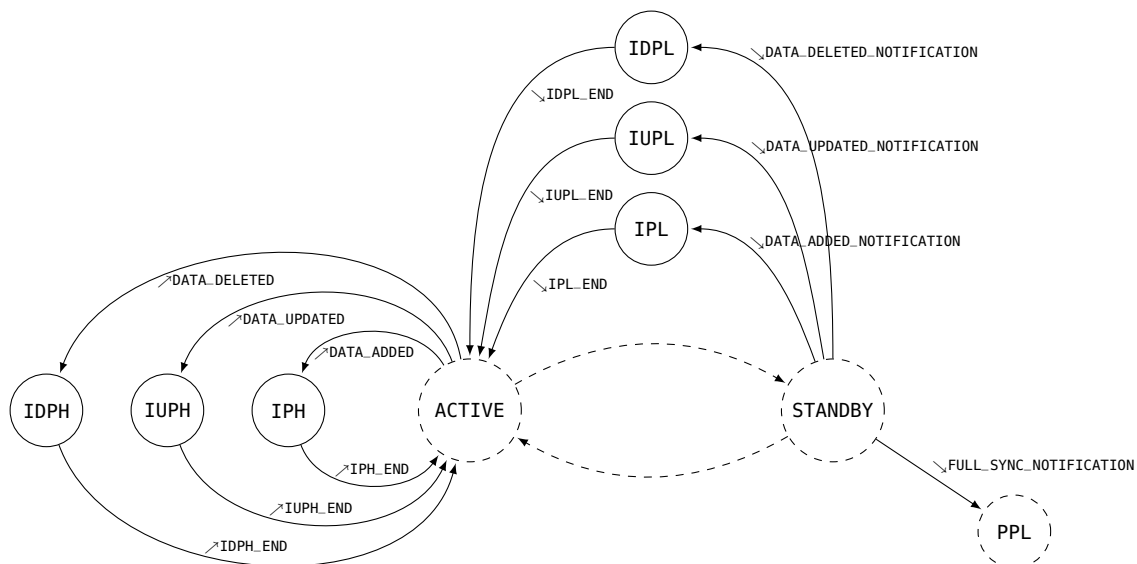 IDPL
↘DATA_DELETED_NOTIFICATION
↘IDPL_END
IUPL
↘DATA_UPDATED_NOTIFICATION
↘IUPL_END
IPL
↘DATA_ADDED_NOTIFICATION
↗DATA_DELETED
↘IPL_END
↗DATA_UPDATED
↗DATA_ADDED
IDPH
IUPH
IPH
ACTIVE
STANDBY
↗IPH_END
↘FULL_SYNC_NOTIFICATION
↗IUPH_END
PPL
↗IDPH_END